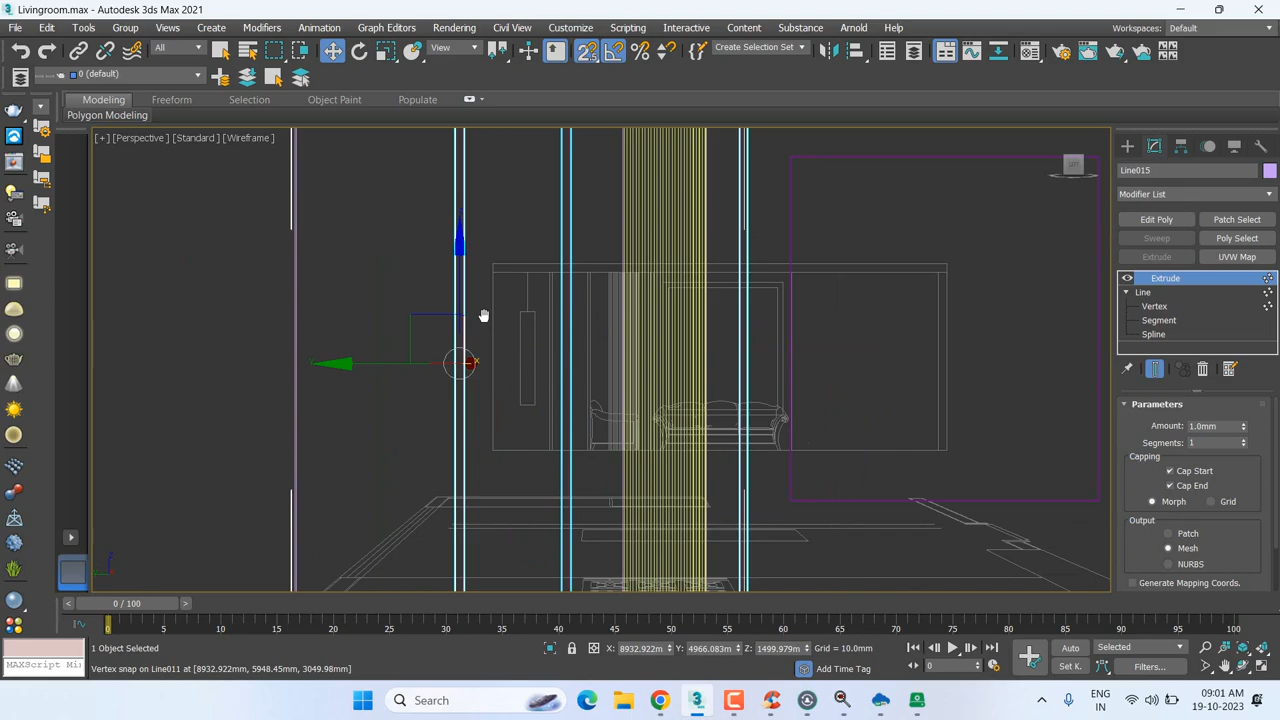 Livingroom.max - Autodesk 3ds Max 2021
File Edit Tools Group Views Create Modifiers Animation Graph Editors Rendering Civil View Customize Scripting Interactive Content Substance Arnold Help Workspaces: Default
All View Create Selection Set
0 (default)
Modeling Freeform Selection Object Paint Populate
Polygon Modeling
[+] [Perspective] [Standard] [Wireframe]
Line015
Modifier List
Edit Poly Patch Select
Sweep Poly Select
Extrude UVW Map
Extrude
Line
Vertex
Segment
Spline
Parameters
Amount: 1.0mm
Segments: 1
Capping
Cap Start
Cap End
Morph Grid
Output
Patch
Mesh
NURBS
Generate Mapping Coords.
0 / 100
0 5 10 15 20 25 30 35 40 45 50 55 60 65 70 75 80 85 90 95 100
1 Object Selected X: 8932.922m Y: 4966.083m Z: 1499.979m Grid = 10.0mm Auto Selected
MAXScript Mi Vertex snap on Line011 at [8932.922mm, 5948.45mm, 3049.98mm] Add Time Tag 0 Set K. Filters...
Search
ENG
IN
09:01 AM
19-10-2023